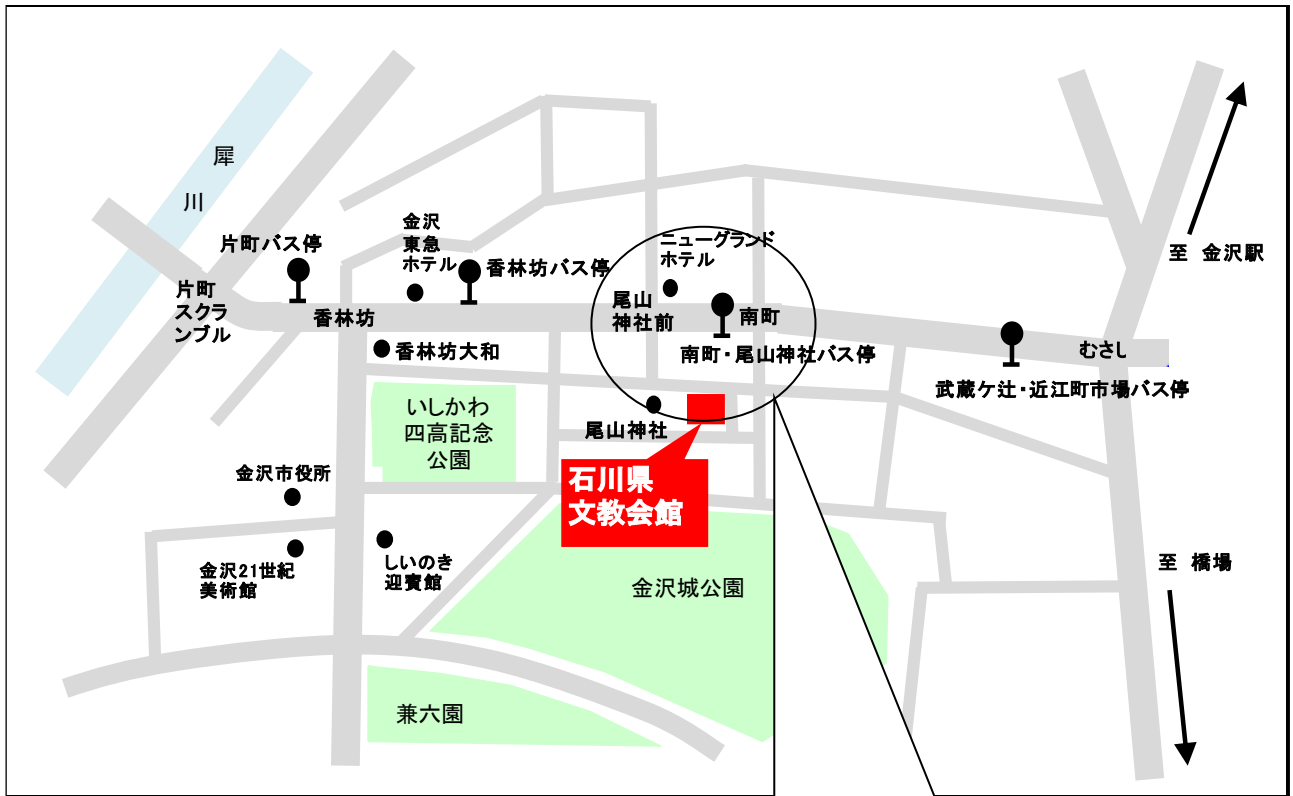 犀
川
片町バス停
金沢
東急
ホテル
香林坊バス停
ニューグランド
ホテル
至 金沢駅
片町
スクラ
ンブル
香林坊
尾山
神社前
南町
香林坊大和
南町・尾山神社バス停
むさし
武蔵ケ辻・近江町市場バス停
いしかわ
四高記念
公園
尾山神社
金沢市役所
石川県
文教会館
金沢21世紀
美術館
しいのき
迎賓館
金沢城公園
至 橋場
兼六園